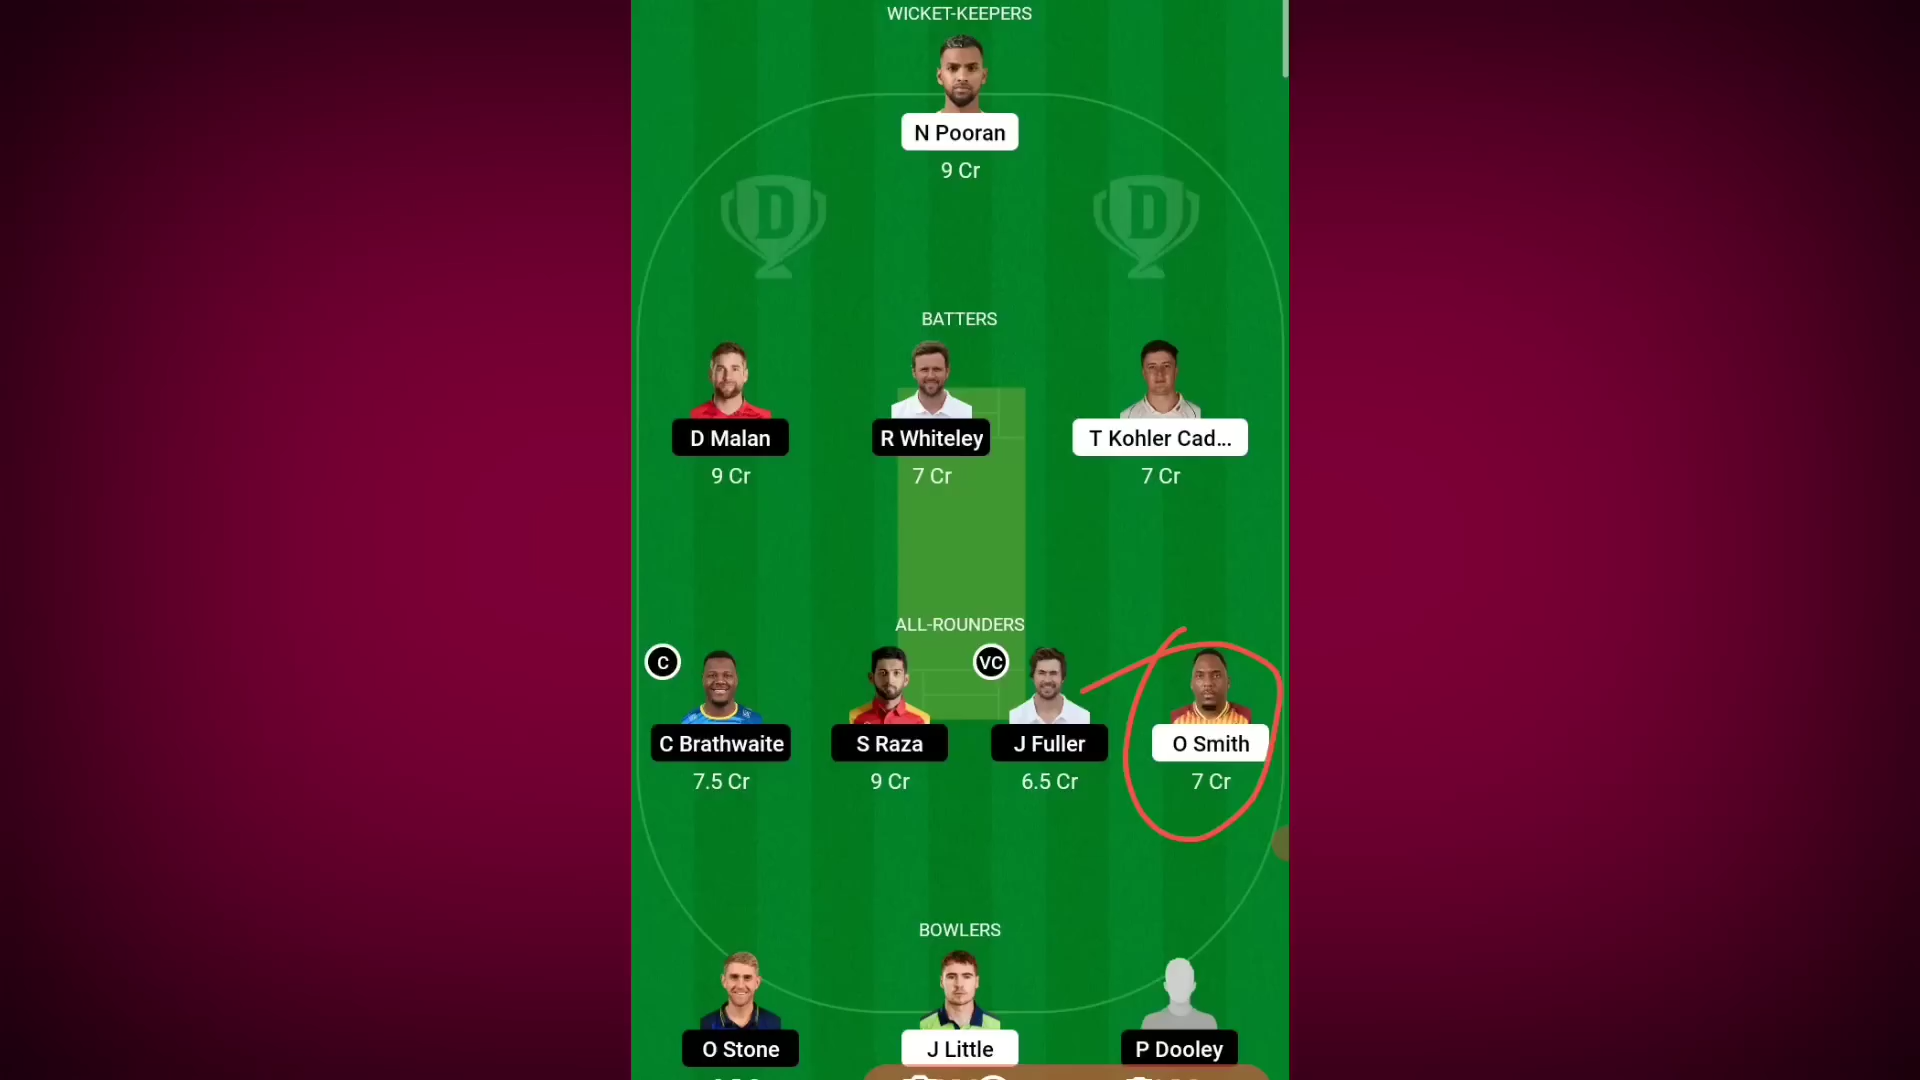 WICKET-KEEPERS
N Pooran
9 Cr
D D
BATTERS
D Malan R Whiteley T Kohler Cad...
9 Cr 7 Cr 7 Cr
ALL-ROUNDERS
C VC
C Brathwaite S Raza J Fuller O Smith
7.5 Cr 9 Cr 6.5 Cr 7 Cr
BOWLERS
O Stone J Little P Dooley